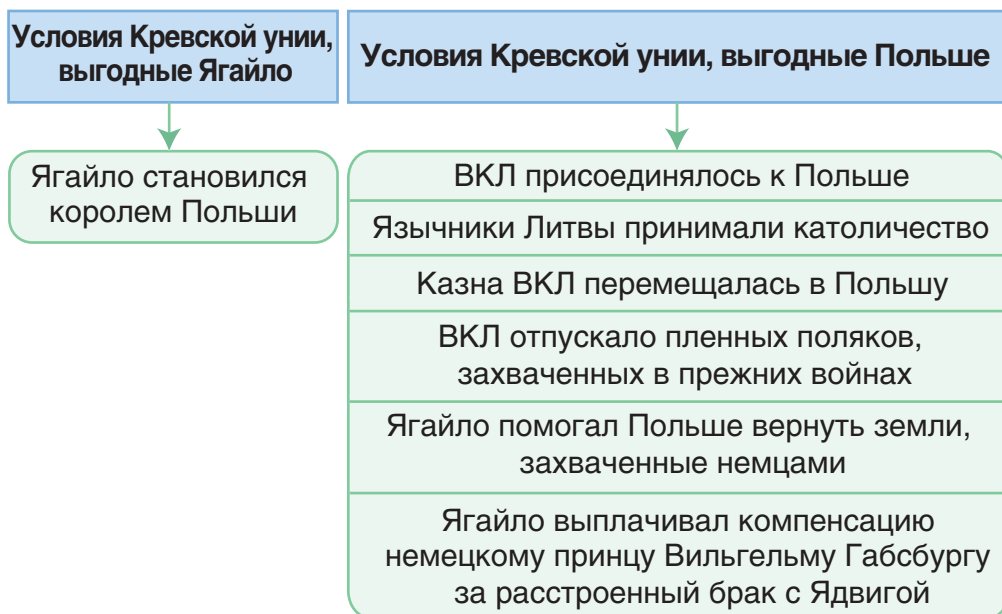 Условия Кревской унии,
выгодные Ягайло
Ягайло становился
королем Польши
Условия Кревской унии, выгодные Польше
ВКЛ присоединялось к Польше
Язычники Литвы принимали католичество
Казна ВКЛ перемещалась в Польшу
ВКЛ отпускало пленных поляков,
захваченных в прежних войнах
Ягайло помогал Польше вернуть земли,
захваченные немцами
Ягайло выплачивал компенсацию
немецкому принцу Вильгельму Габсбургу
за расстроенный брак с Ядвигой